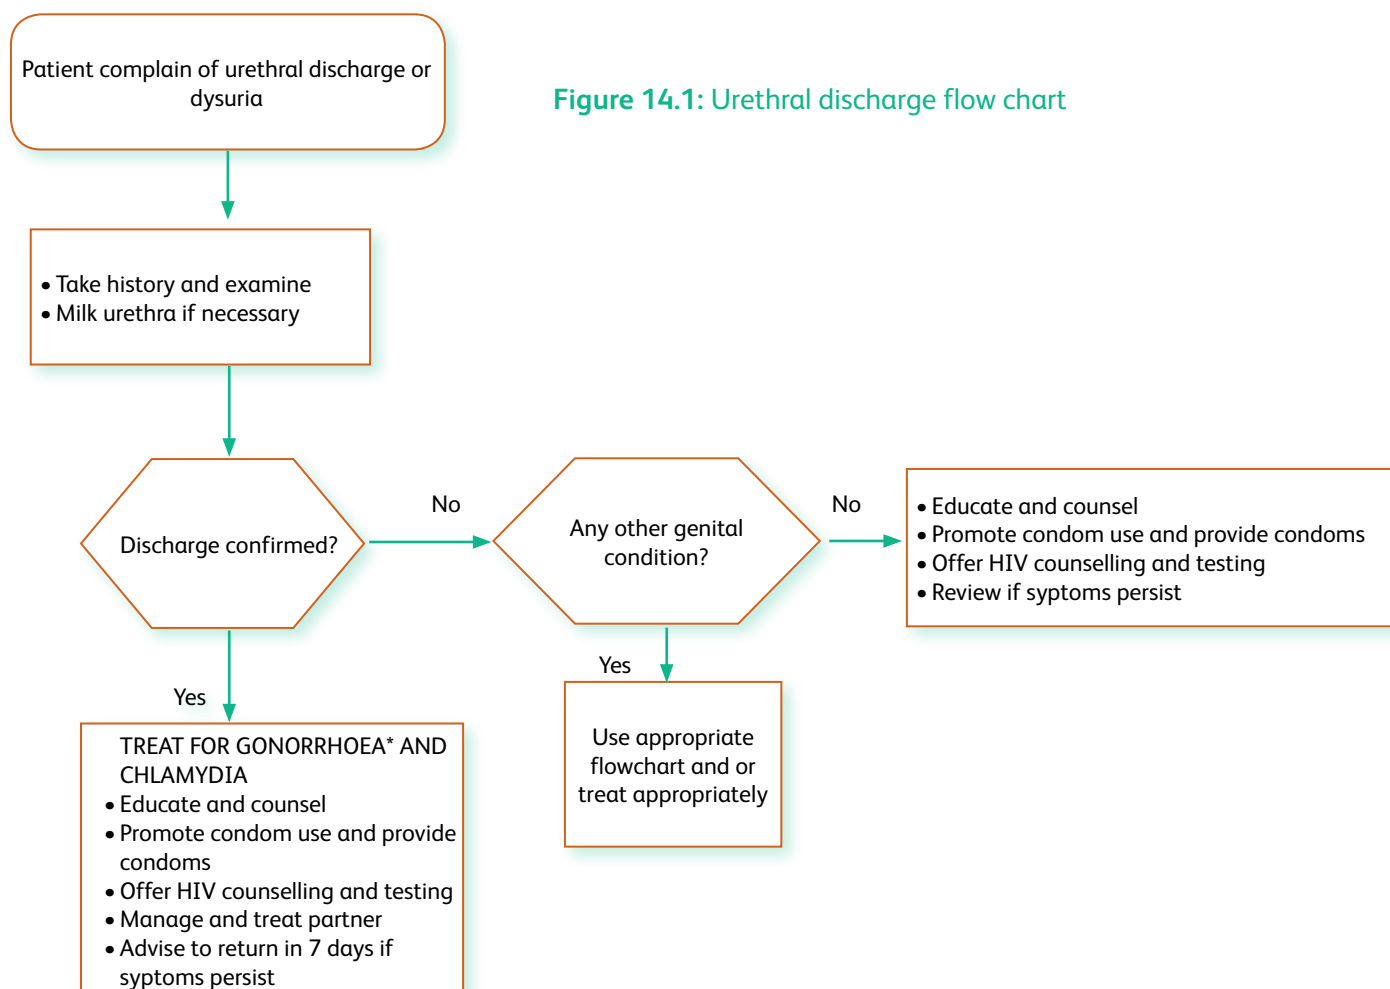 Patient complain of urethral discharge or
dysuria
Figure 14.1: Urethral discharge flow chart
• Take history and examine
• Milk urethra if necessary
Discharge confirmed?
No
Any other genital
condition?
No
• Educate and counsel
• Promote condom use and provide condoms
• Offer HIV counselling and testing
• Review if syptoms persist
Yes
Use appropriate
flowchart and or
treat appropriately
Yes
TREAT FOR GONORRHOEA* AND
CHLAMYDIA
• Educate and counsel
• Promote condom use and provide
condoms
• Offer HIV counselling and testing
• Manage and treat partner
• Advise to return in 7 days if
syptoms persist